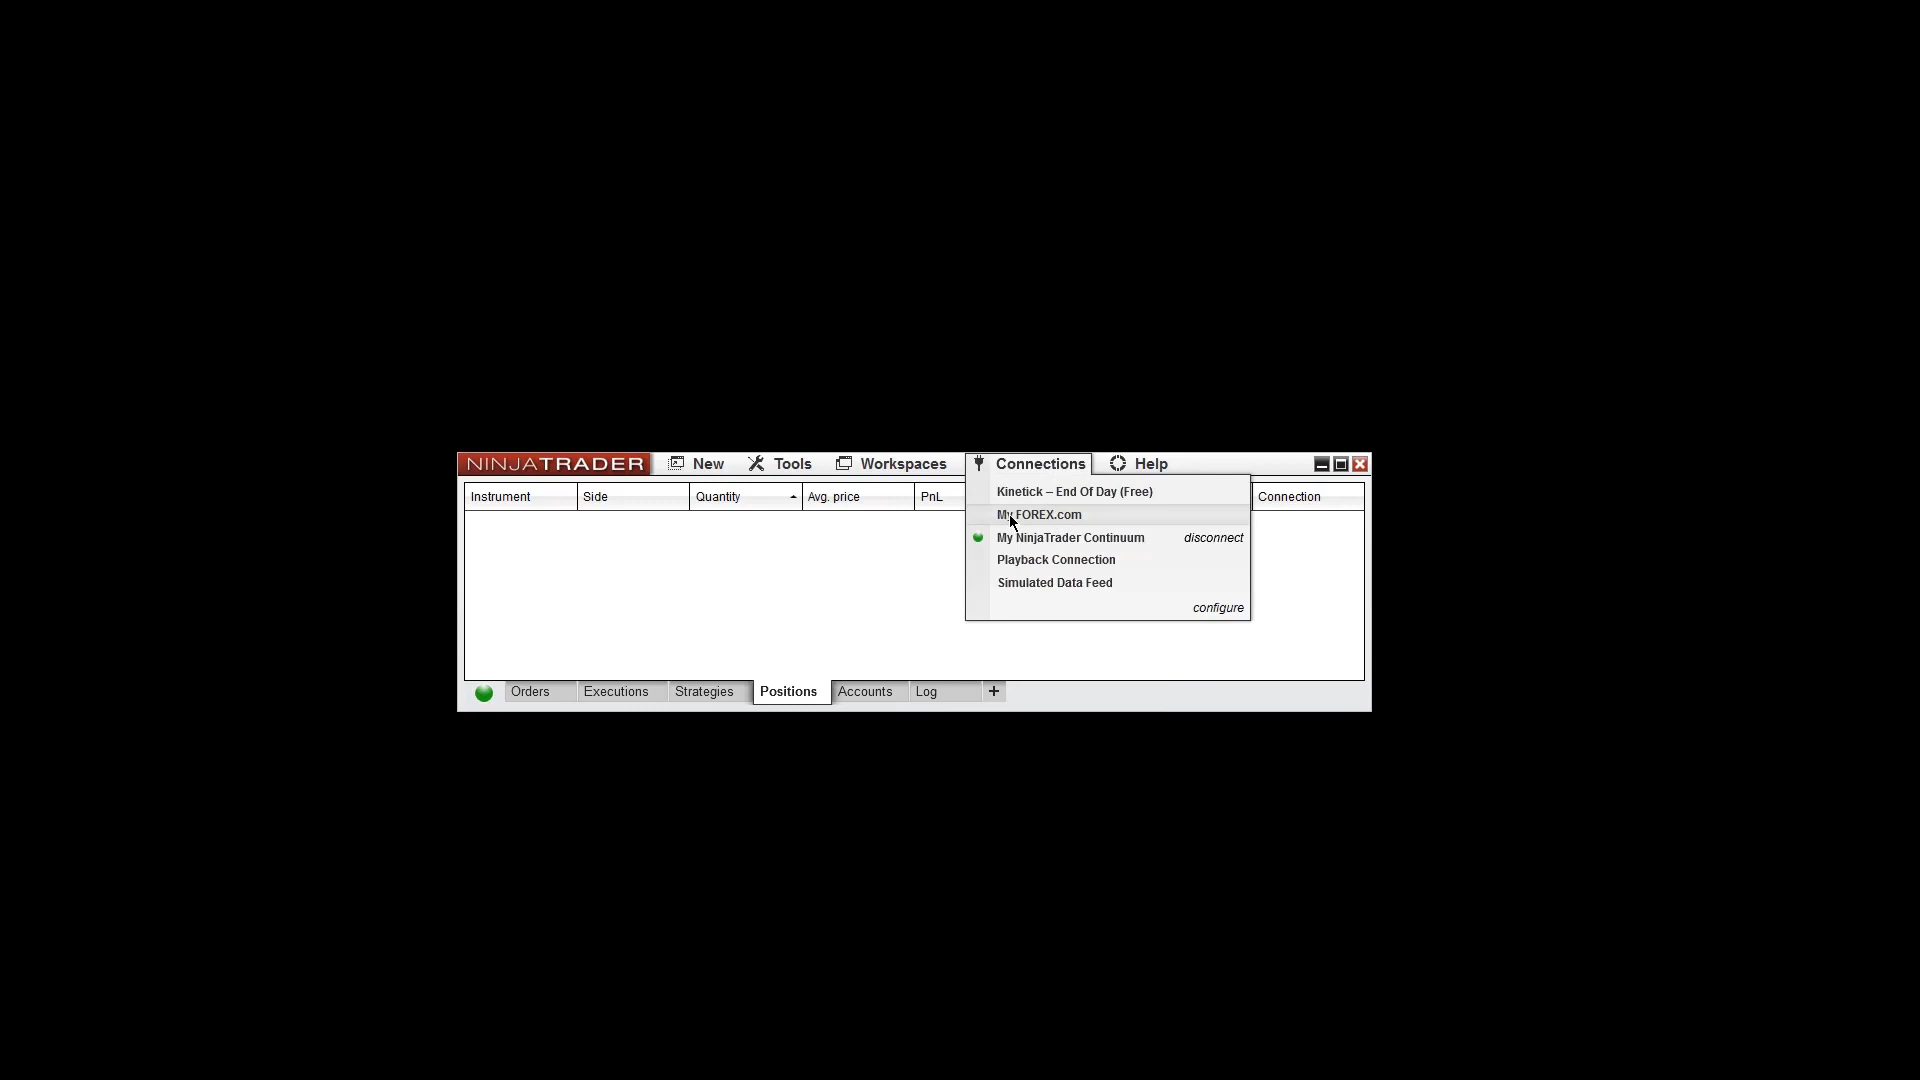 NINJATRADER New Tools Workspaces Connections Help
Instrument Side Quantity Avg. price PnL Connection
Kinetick – End Of Day (Free)
My FOREX.com
My NinjaTrader Continuum disconnect
Playback Connection
Simulated Data Feed
configure
Orders Executions Strategies Positions Accounts Log +